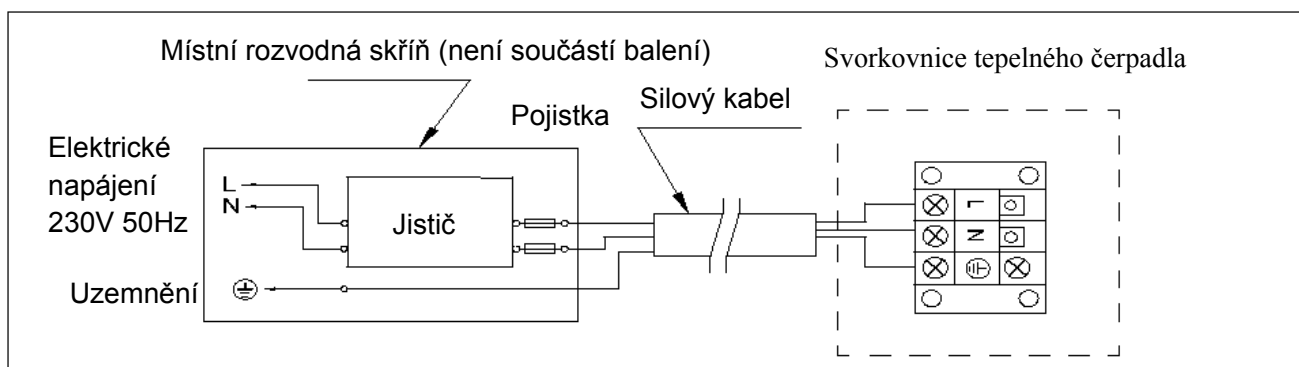 Místní rozvodná skříň (není součástí balení)
Svorkovnice tepelného čerpadla
Pojistka
Silový kabel
Elektrické
napájení
230V 50Hz
L
N
Jistič
Uzemnění
L
N